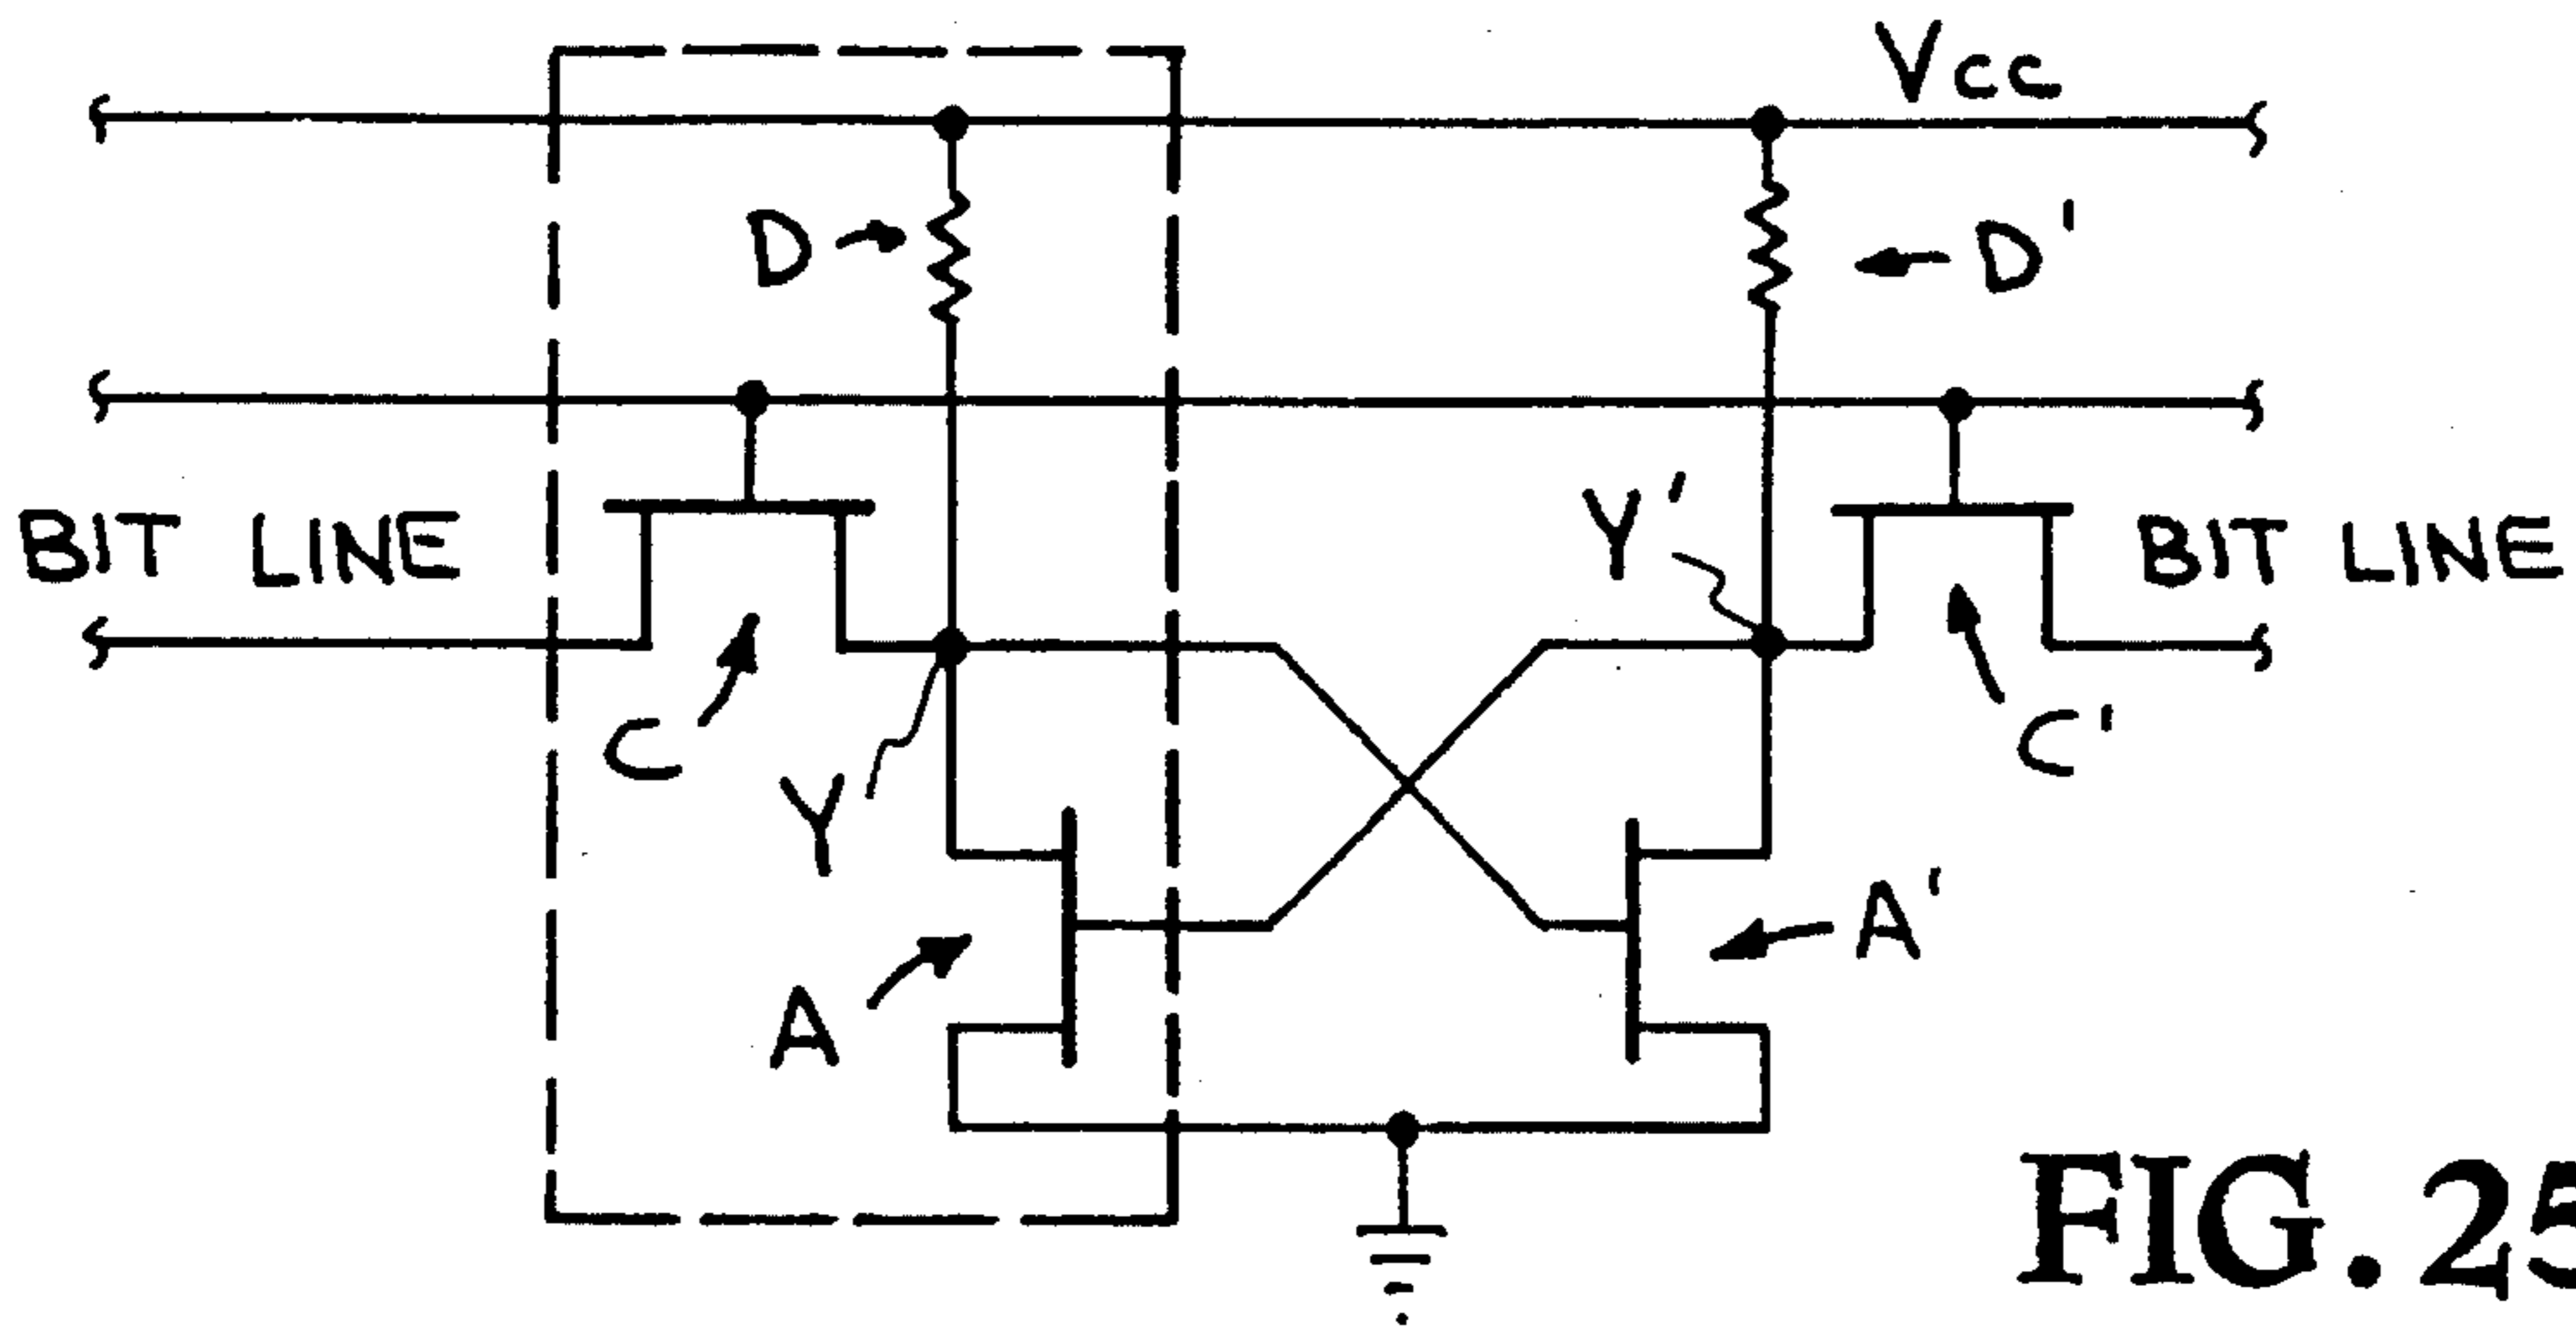 Vcc
D
D'
BIT LINE
Y'
BIT LINE
C
C'
Y
A'
A
FIG. 25